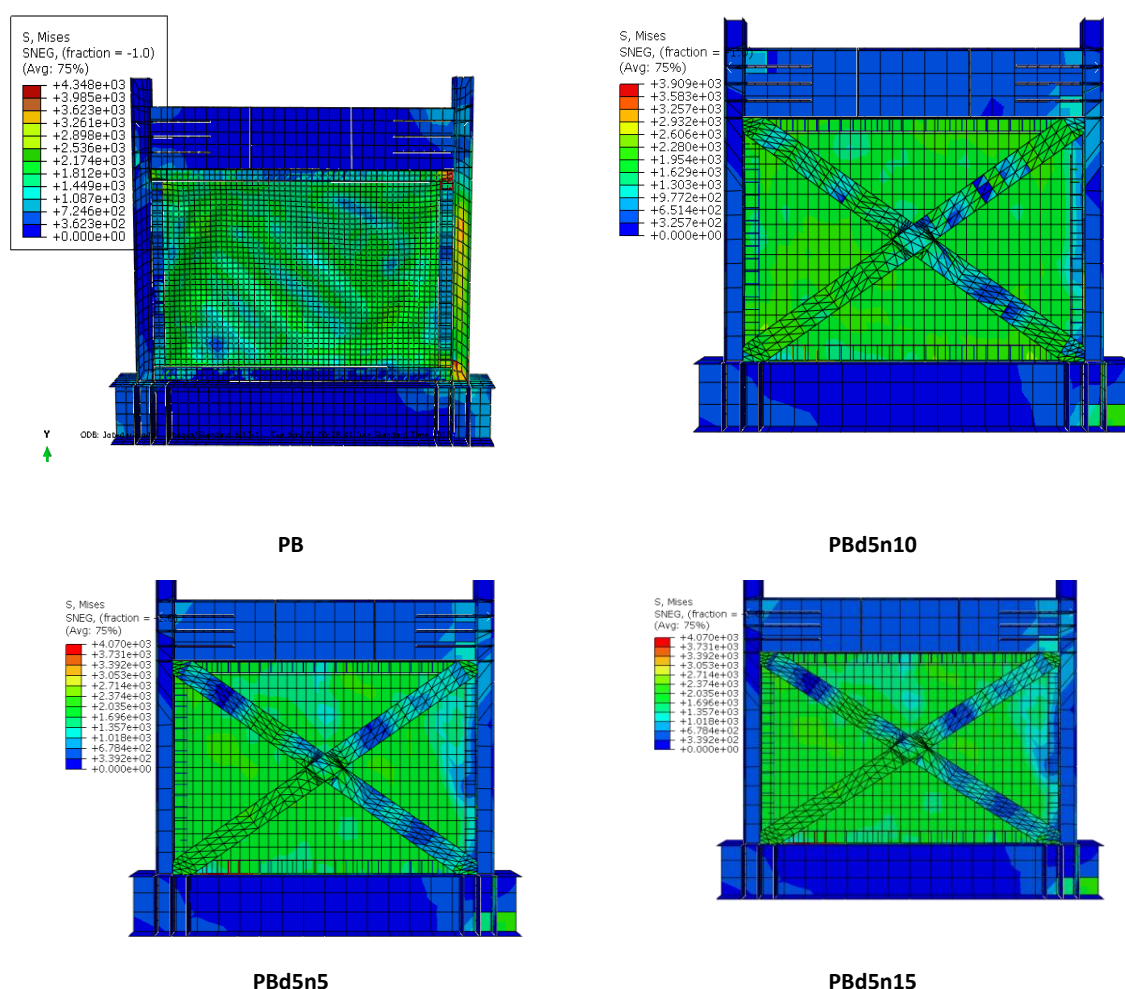 S, Mises
SNEG, (fraction = -1.0)
(Avg: 75%)
+4.348e+03
+3.985e+03
+3.623e+03
+3.261e+03
+2.898e+03
+2.536e+03
+2.174e+03
+1.812e+03
+1.449e+03
+1.087e+03
+7.246e+02
+3.623e+02
+0.000e+00
Y
ODB:
S, Mises
SNEG, (fraction =
(Avg: 75%)
+3.909e+03
+3.583e+03
+3.257e+03
+2.932e+03
+2.606e+03
+2.280e+03
+1.954e+03
+1.629e+03
+1.303e+03
+9.772e+02
+6.514e+02
+3.257e+02
+0.000e+00
PB
PBd5n10
S, Mises
SNEG, (fraction =
(Avg: 75%)
+4.070e+03
+3.731e+03
+3.392e+03
+3.053e+03
+2.714e+03
+2.374e+03
+2.035e+03
+1.696e+03
+1.357e+03
+1.018e+03
+6.784e+02
+3.392e+02
+0.000e+00
S, Mises
SNEG, (fraction =
(Avg: 75%)
+4.070e+03
+3.731e+03
+3.392e+03
+3.053e+03
+2.714e+03
+2.374e+03
+2.035e+03
+1.696e+03
+1.357e+03
+1.018e+03
+6.784e+02
+3.392e+02
+0.000e+00
PBd5n5
PBd5n15